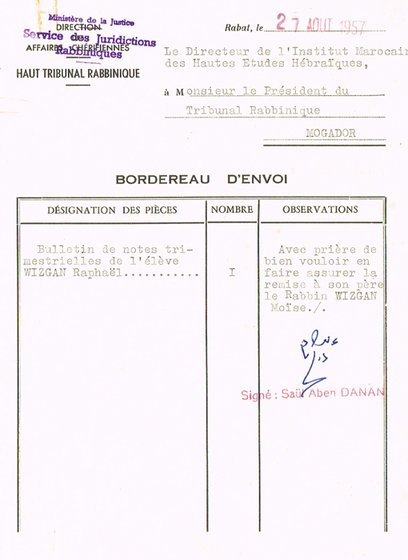 Ministère de la Justice
DIRECTION
Service des Juridictions
AFFAIRES CHÉRIFIENNES
Rabbiniques
HAUT TRIBUNAL RABBINIQUE
Rabat, le 27 AOUT 1957
Le Directeur de l'Institut Marocain
des Hautes Etudes Hébraïques,
à Monsieur le Président du
Tribunal Rabbinique
MOGADOR
BORDEREAU D'ENVOI
DÉSIGNATION DES PIÈCES
NOMBRE
OBSERVATIONS
Bulletin de notes tri-
mestrielles de l'élève
WIZGAN Raphaël...........
I
Avec prière de
bien vouloir en
faire assurer la
remise à son père
le Rabbin WIZGAN
Moïse./.
Signé : Saül Aben DANAN